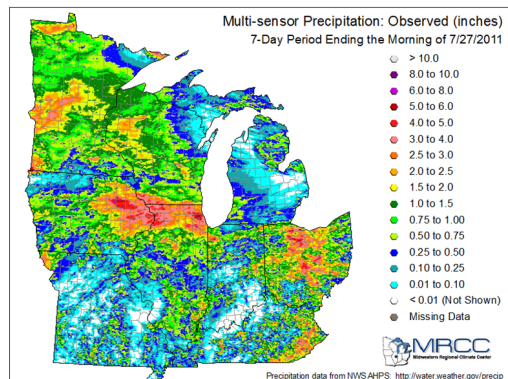 Multi-sensor Precipitation: Observed (inches)
7-Day Period Ending the Morning of 7/27/2011
> 10.0
8.0 to 10.0
6.0 to 8.0
5.0 to 6.0
4.0 to 5.0
3.0 to 4.0
2.5 to 3.0
2.0 to 2.5
1.5 to 2.0
1.0 to 1.5
0.75 to 1.00
0.50 to 0.75
0.25 to 0.50
0.10 to 0.25
0.01 to 0.10
< 0.01 (Not Shown)
Missing Data
MRCC
Midwestern Regional Climate Center
Precipitation data from NWS AHPS: http://water.weather.gov/precip